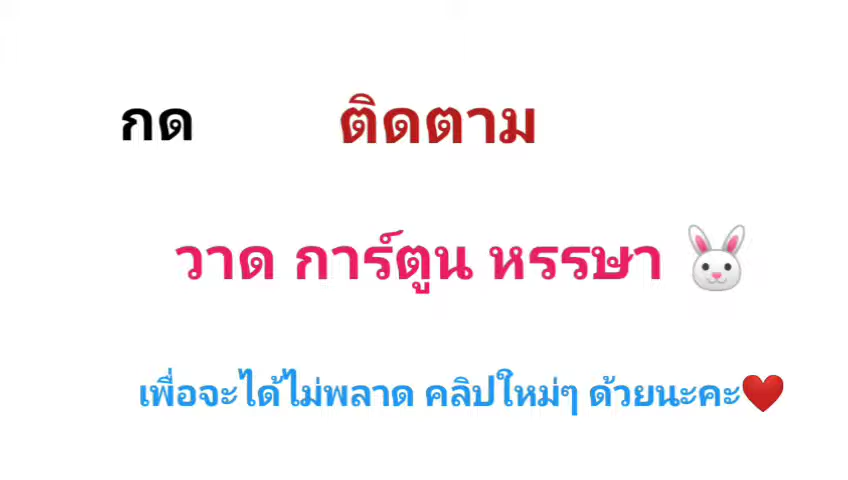 กด ติดตาม
วาด การ์ตูน หรรษา 🐰
เพื่อจะได้ไม่พลาด คลิปใหม่ๆ ด้วยนะคะ❤️